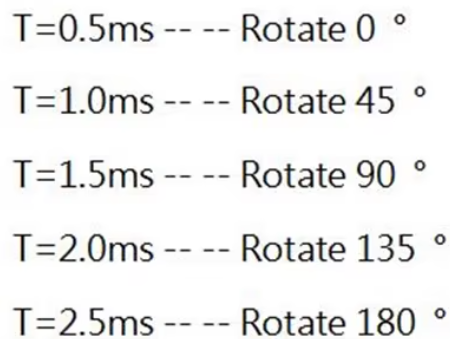 T=0.5ms -- -- Rotate 0 °
T=1.0ms -- -- Rotate 45 °
T=1.5ms -- -- Rotate 90 °
T=2.0ms -- -- Rotate 135 °
T=2.5ms -- -- Rotate 180 °